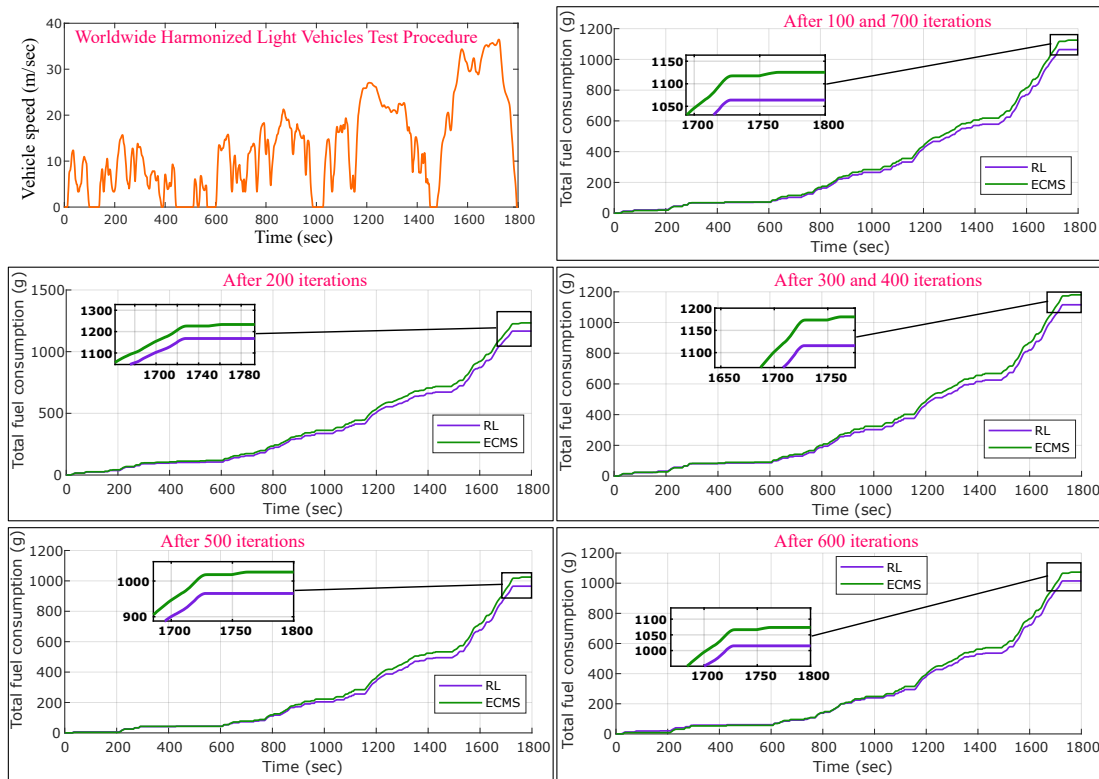 Worldwide Harmonized Light Vehicles Test Procedure
Vehicle speed (m/sec)
40
30
20
10
0
0 200 400 600 800 1000 1200 1400 1600 1800
Time (sec)
After 100 and 700 iterations
Total fuel consumption (g)
1200
1000
800
600
400
200
0
1150
1100
1050
1700 1720 1760 1800
RL
ECMS
0 200 400 600 800 1000 1200 1400 1600 1800
Time (sec)
After 200 iterations
Total fuel consumption (g)
1500
1000
500
0
1300
1200
1100
1700 1740 1780
RL
ECMS
0 200 400 600 800 1000 1200 1400 1600 1800
Time (sec)
After 300 and 400 iterations
Total fuel consumption (g)
1200
1000
800
600
400
200
0
1200
1150
1100
1650 1700 1750
RL
ECMS
0 200 400 600 800 1000 1200 1400 1600 1800
Time (sec)
After 500 iterations
Total fuel consumption (g)
1200
1000
800
600
400
200
0
1000
900
1700 1750 1800
RL
ECMS
0 200 400 600 800 1000 1200 1400 1600 1800
Time (sec)
After 600 iterations
Total fuel consumption (g)
1200
1000
800
600
400
200
0
RL
ECMS
1100
1050
1000
1700 1750 1800
0 200 400 600 800 1000 1200 1400 1600 1800
Time (sec)